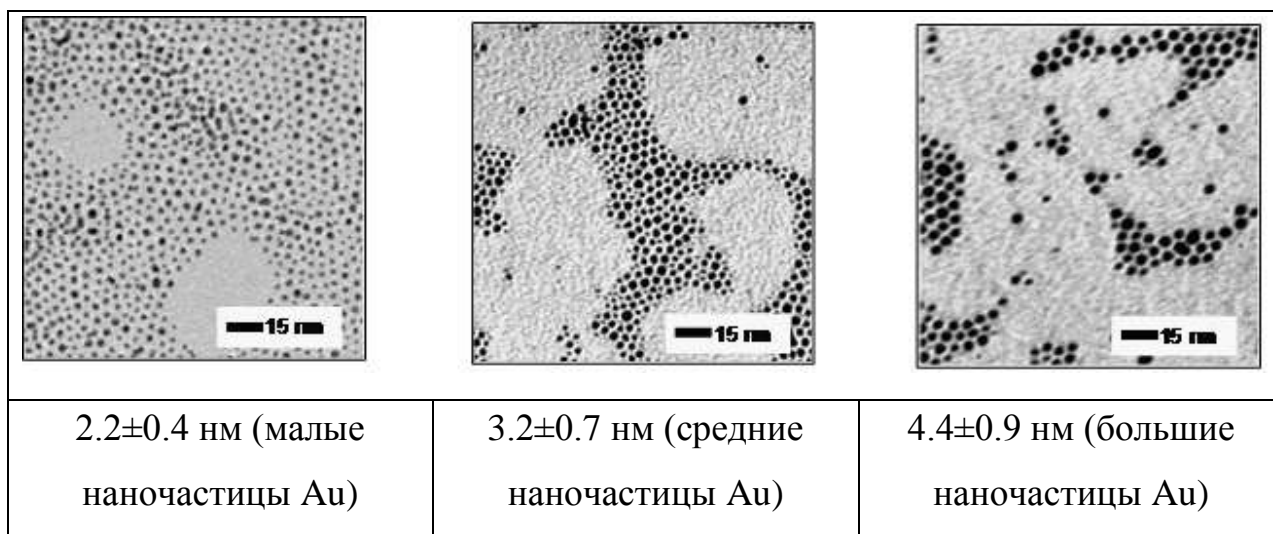 15 nm
15 nm
15 nm
2.2±0.4 нм (малые
наночастицы Au)
3.2±0.7 нм (средние
наночастицы Au)
4.4±0.9 нм (большие
наночастицы Au)